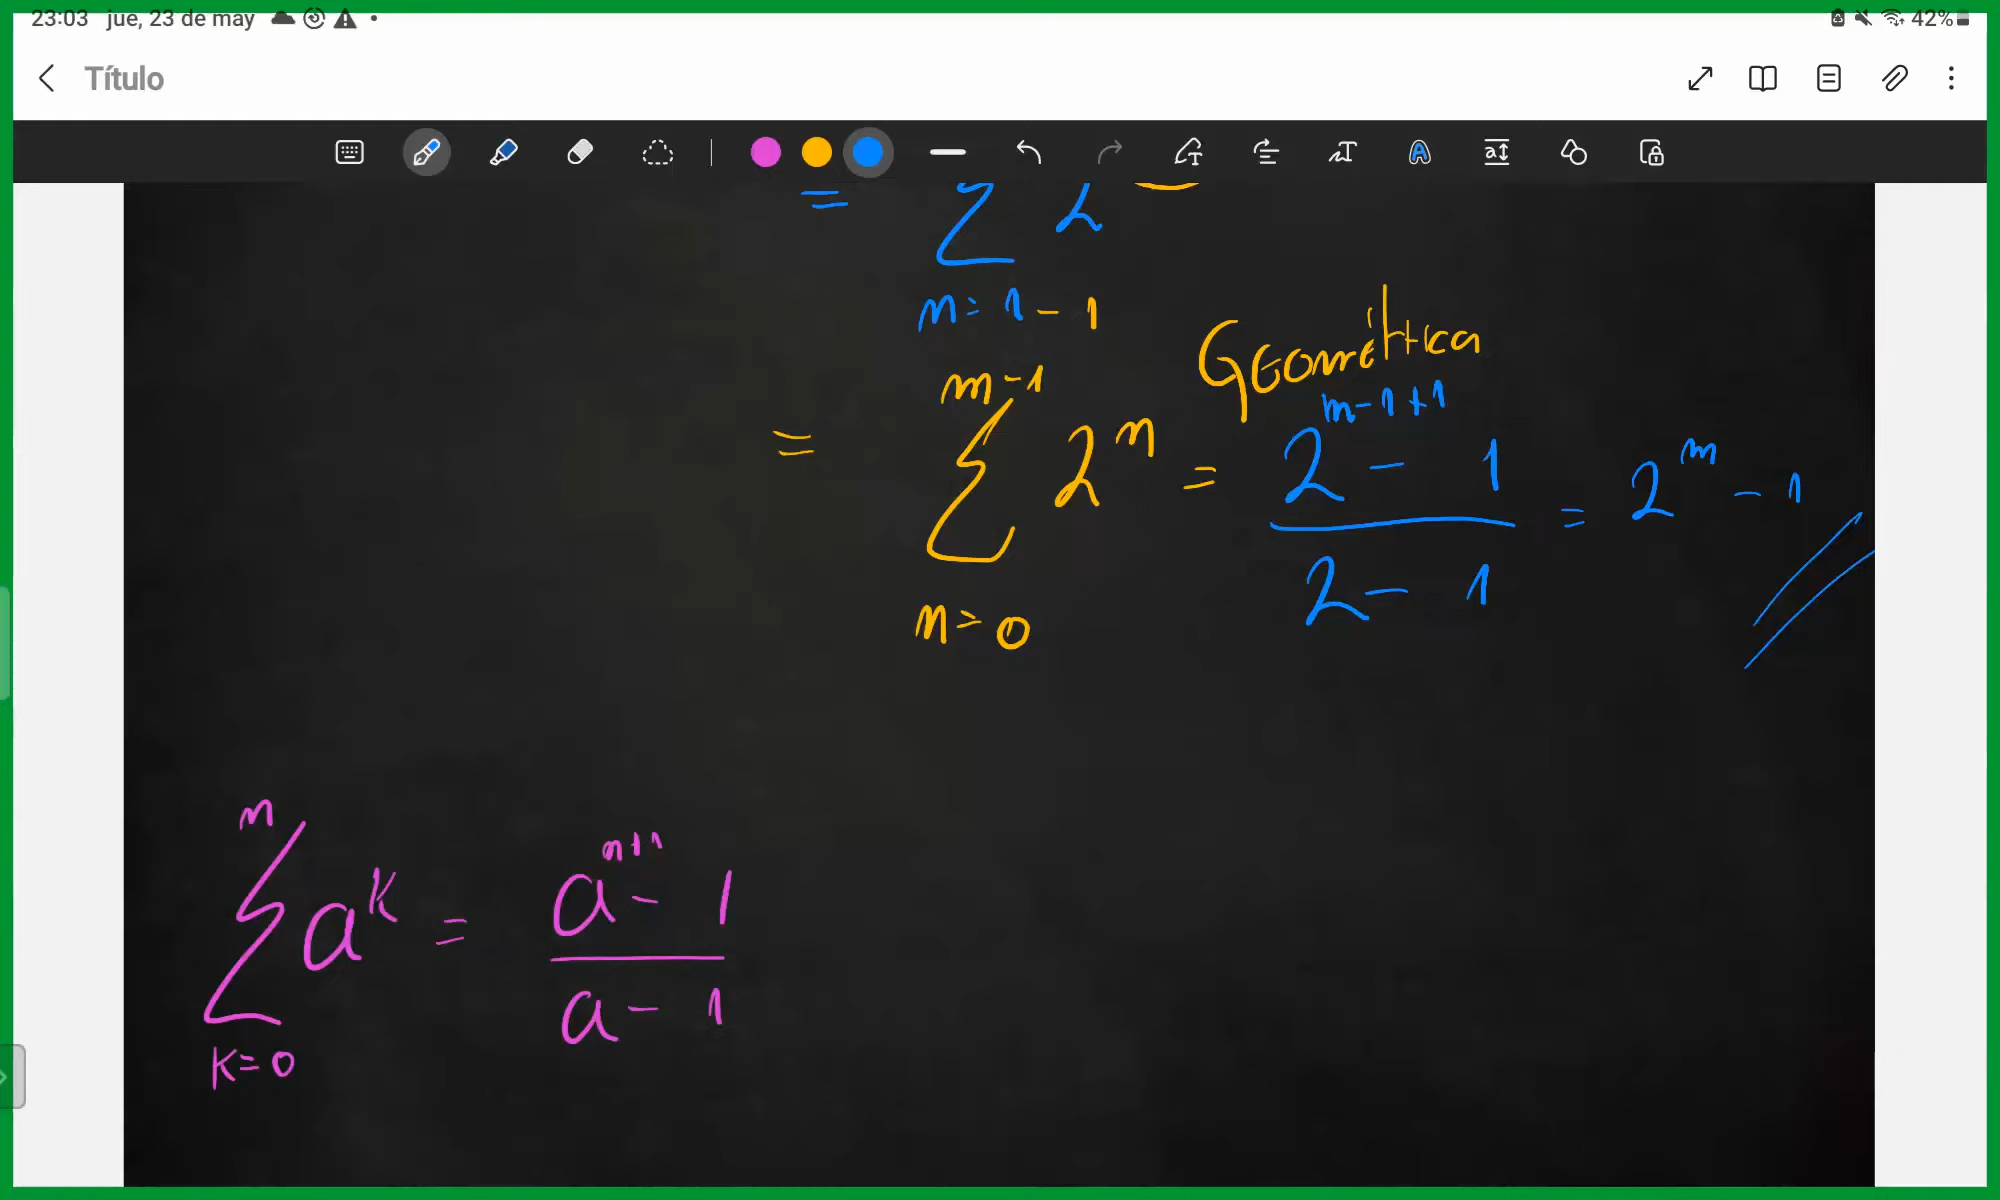 23:03 jue, 23 de may
42%
Título
= ∑ 2
n = 1 - 1
Geométrica
= ∑_{n=0}^{m-1} 2^n = (2^{m-1+1} - 1)/(2 - 1) = 2^m - 1
∑_{k=0}^{n} a^k = (a^{n+1} - 1)/(a - 1)